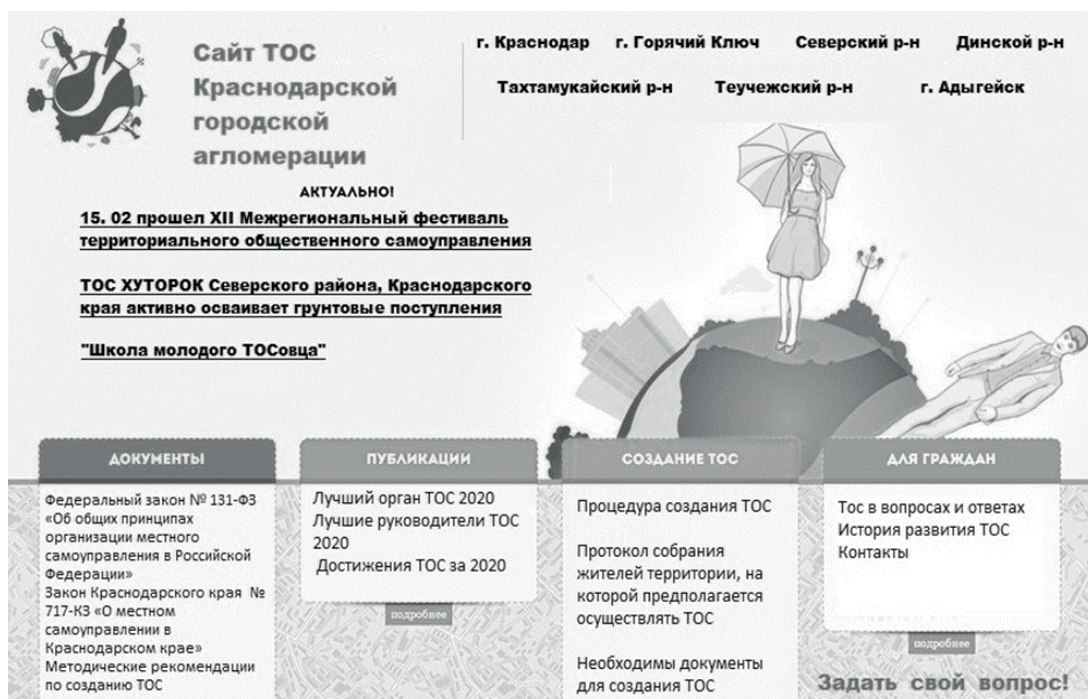 Сайт ТОС
Краснодарской
городской
агломерации
г. Краснодар г. Горячий Ключ Северский р-н Динской р-н
Тахтамукайский р-н Теучежский р-н г. Адыгейск
АКТУАЛЬНО!
15. 02 прошел XII Межрегиональный фестиваль
территориального общественного самоуправления
ТОС ХУТОРОК Северского района, Краснодарского
края активно осваивает грунтовые поступления
"Школа молодого ТОСовца"
ДОКУМЕНТЫ
Федеральный закон № 131-ФЗ
«Об общих принципах
организации местного
самоуправления в Российской
Федерации»
Закон Краснодарского края №
717-КЗ «О местном
самоуправлении в
Краснодарском крае»
Методические рекомендации
по созданию ТОС
ПУБЛИКАЦИИ
Лучший орган ТОС 2020
Лучшие руководители ТОС
2020
Достижения ТОС за 2020
подробнее
СОЗДАНИЕ ТОС
Процедура создания ТОС
Протокол собрания
жителей территории, на
которой предполагается
осуществлять ТОС
Необходимы документы
для создания ТОС
ДЛЯ ГРАЖДАН
Тос в вопросах и ответах
История развития ТОС
Контакты
подробнее
Задать свой вопрос!